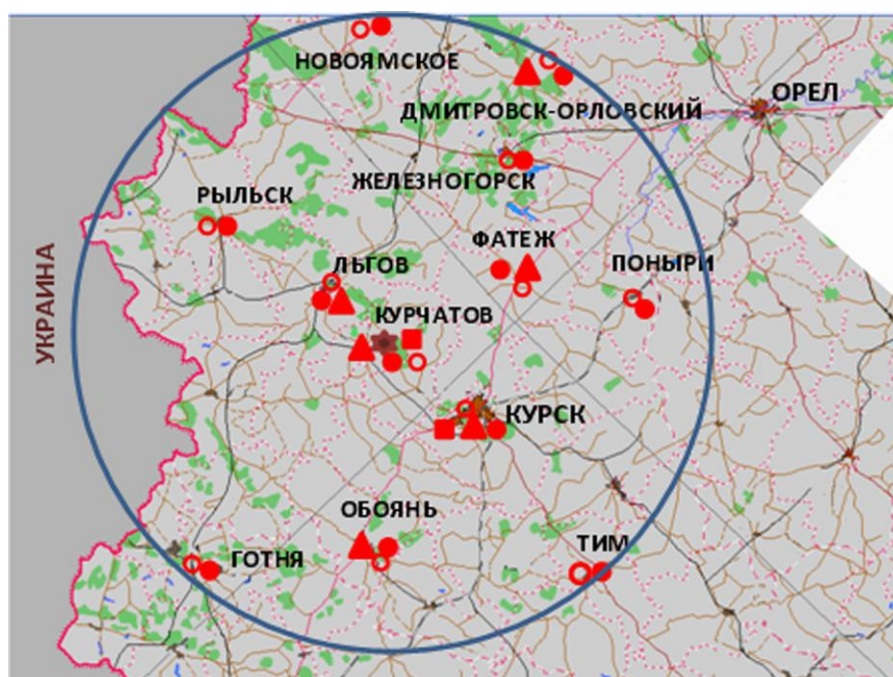 НОВОЯМСКОЕ
ОРЕЛ
ДМИТРОВСК-ОРЛОВСКИЙ
ЖЕЛЕЗНОГОРСК
РЫЛЬСК
ФАТЕЖ
ЛЬГОВ
ПОНЫРИ
УКРАИНА
КУРЧАТОВ
КУРСК
ОБОЯНЬ
ТИМ
ГОТНЯ